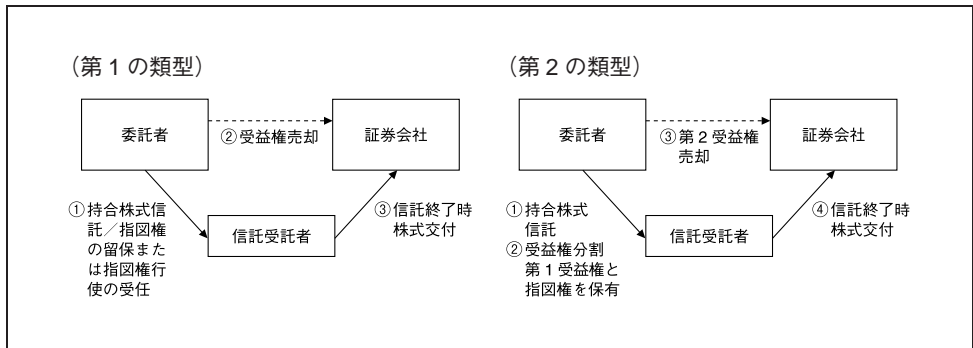 （第１の類型）
委託者
②受益権売却
証券会社
①持合株式信
託／指図権
の留保また
は指図権行
使の受任
信託受託者
③信託終了時
株式交付
（第２の類型）
委託者
③第２受益権
売却
証券会社
①持合株式
信託
②受益権分割
第１受益権と
指図権を保有
信託受託者
④信託終了時
株式交付